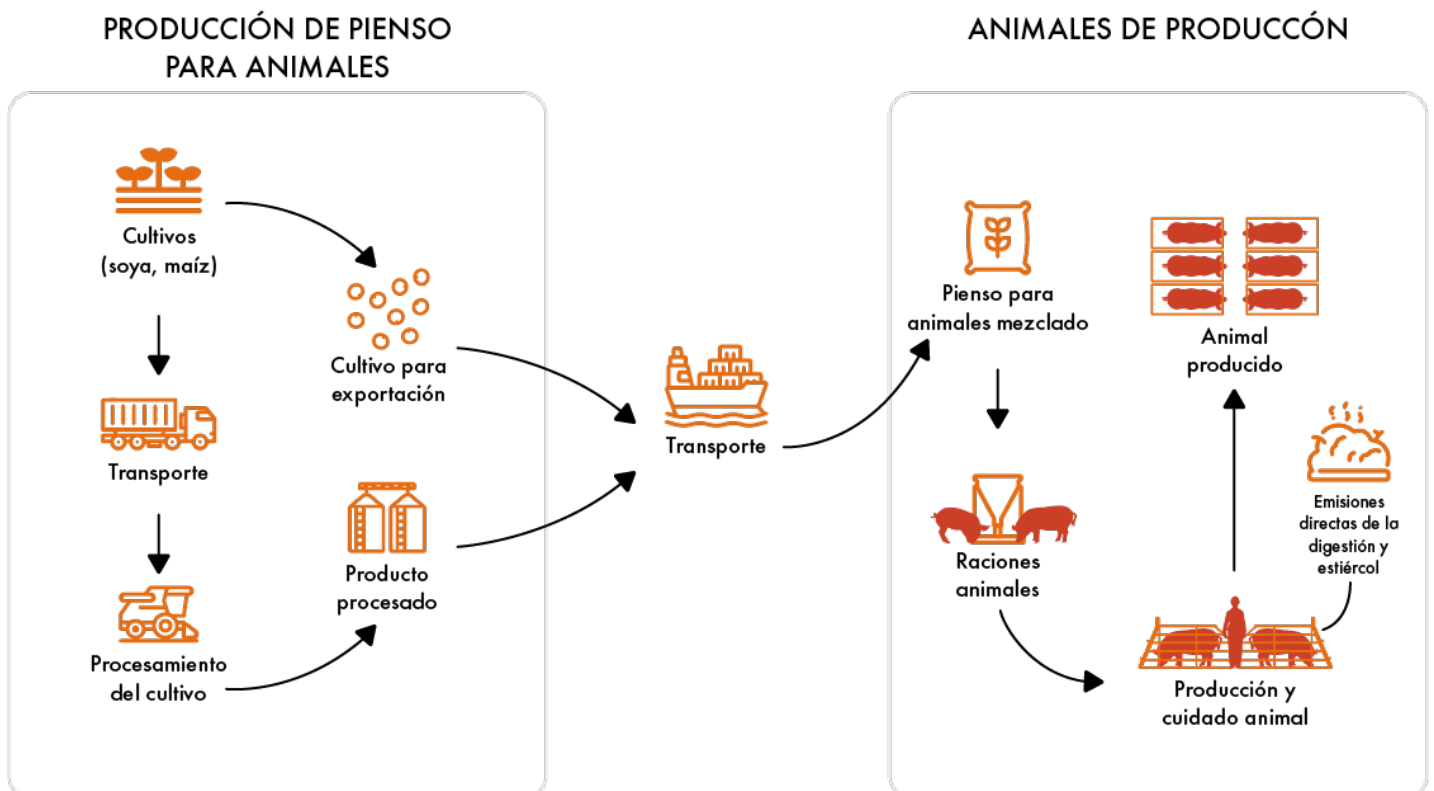 PRODUCCIÓN DE PIENSO
PARA ANIMALES
Cultivos
(soya, maíz)
Cultivo para
exportación
Transporte
Producto
procesado
Procesamiento
del cultivo
Transporte
ANIMALES DE PRODUCCÓN
Pienso para
animales mezclado
Animal
producido
Raciones
animales
Emisiones
directas de la
digestión y
estiércol
Producción y
cuidado animal